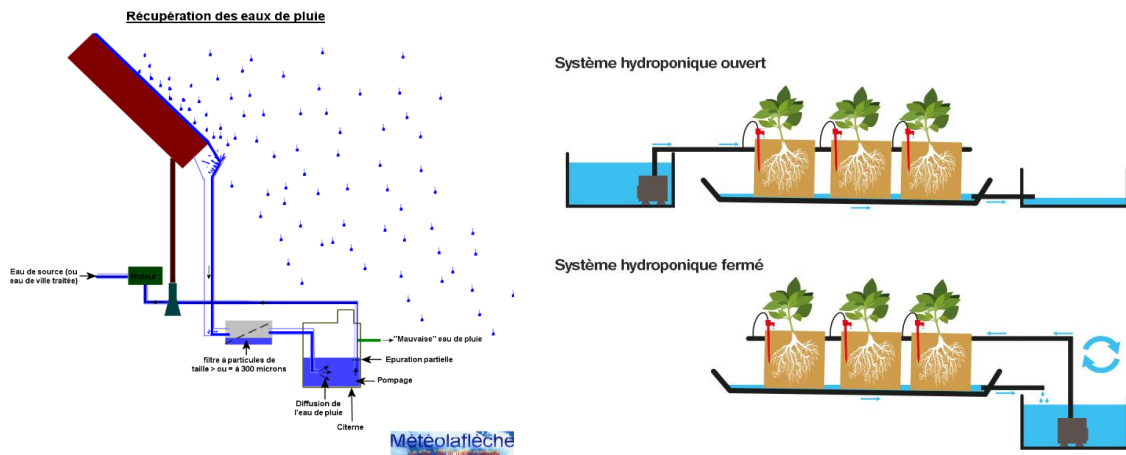 Récupération des eaux de pluie
Eau de source (ou
eau de ville traitée)
Moteur
filtre à particules de
taille > ou = à 300 microns
"Mauvaise" eau de pluie
Epuration partielle
Pompage
Diffusion de
l'eau de pluie
Citerne
Météolafleche
Système hydroponique ouvert
Système hydroponique fermé